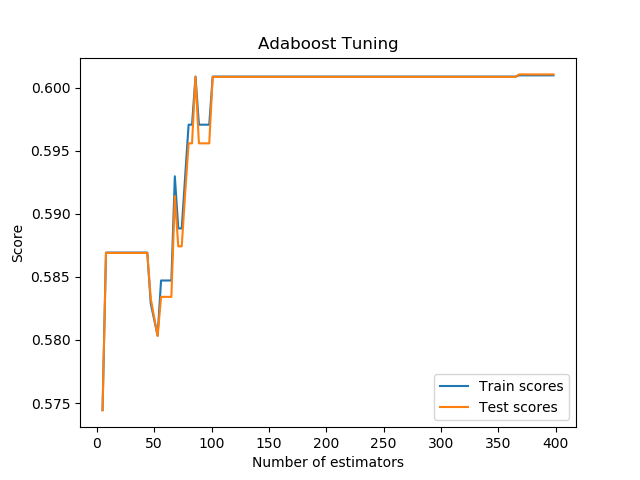 Adaboost Tuning
0.600
0.595
0.590
0.585
0.580
0.575
Score
0 50 100 150 200 250 300 350 400
Number of estimators
Train scores
Test scores